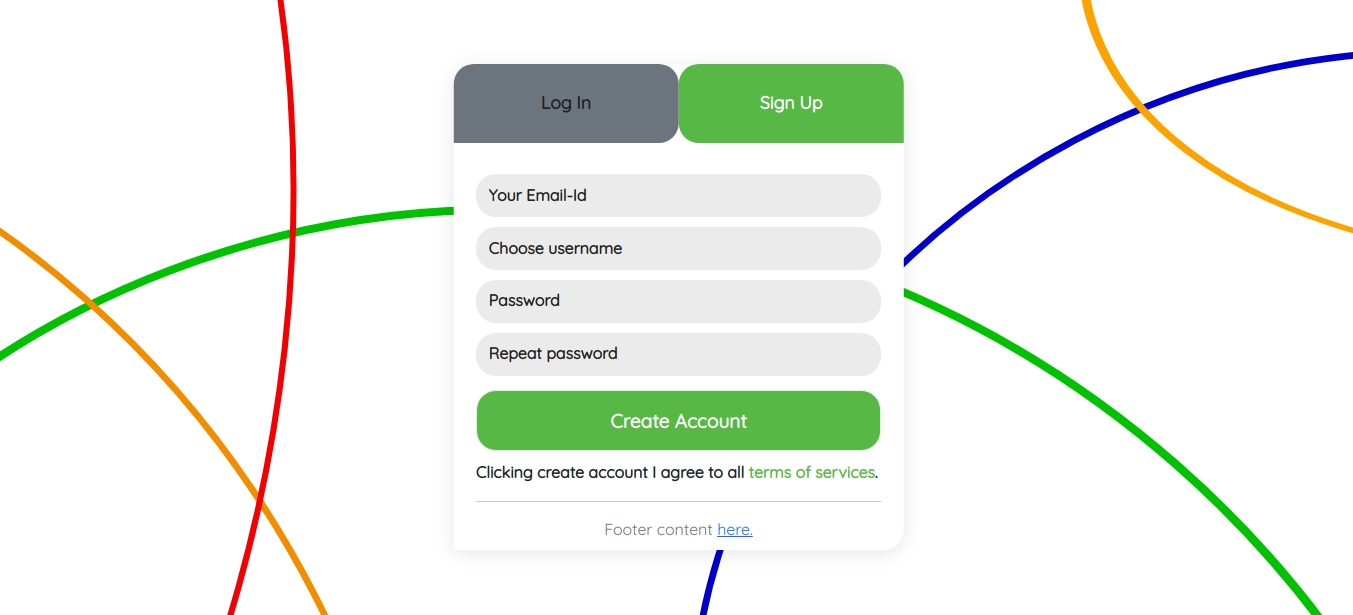 Log In
Sign Up
Your Email-Id
Choose username
Password
Repeat password
Create Account
Clicking create account I agree to all terms of services.
Footer content here.